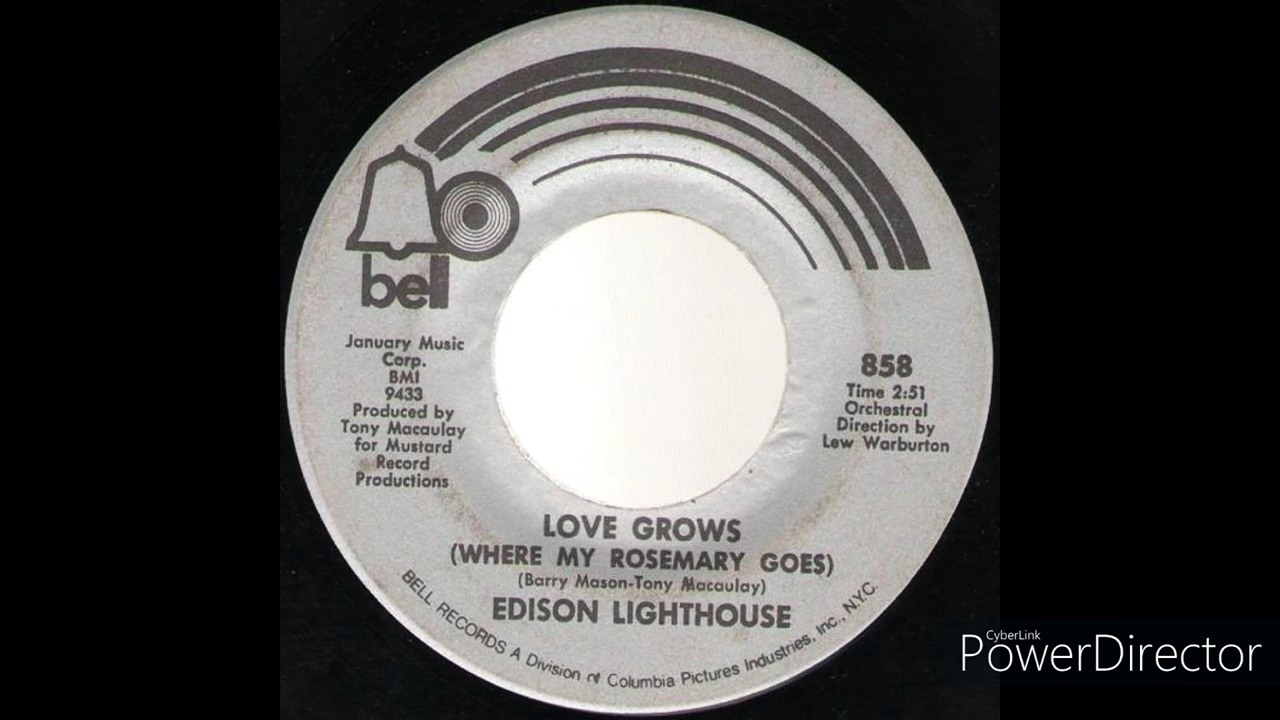 bell
January Music
Corp.
BMI
9433
Produced by
Tony Macaulay
for Mustard
Record
Productions
858
Time 2:51
Orchestral
Direction by
Lew Warburton
LOVE GROWS
(WHERE MY ROSEMARY GOES)
(Barry Mason-Tony Macaulay)
EDISON LIGHTHOUSE
BELL RECORDS A Division of Columbia Pictures Industries, Inc., N.Y.C.
CyberLink
PowerDirector